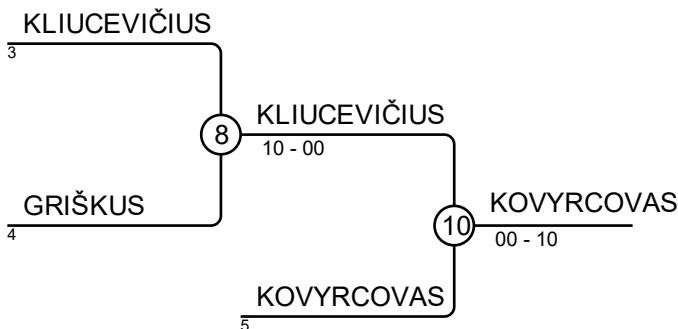 KLIUCEVIČIUS
3
8
KLIUCEVIČIUS
10 - 00
GRIŠKUS
4
10
KOVYRCOVAS
00 - 10
KOVYRCOVAS
5